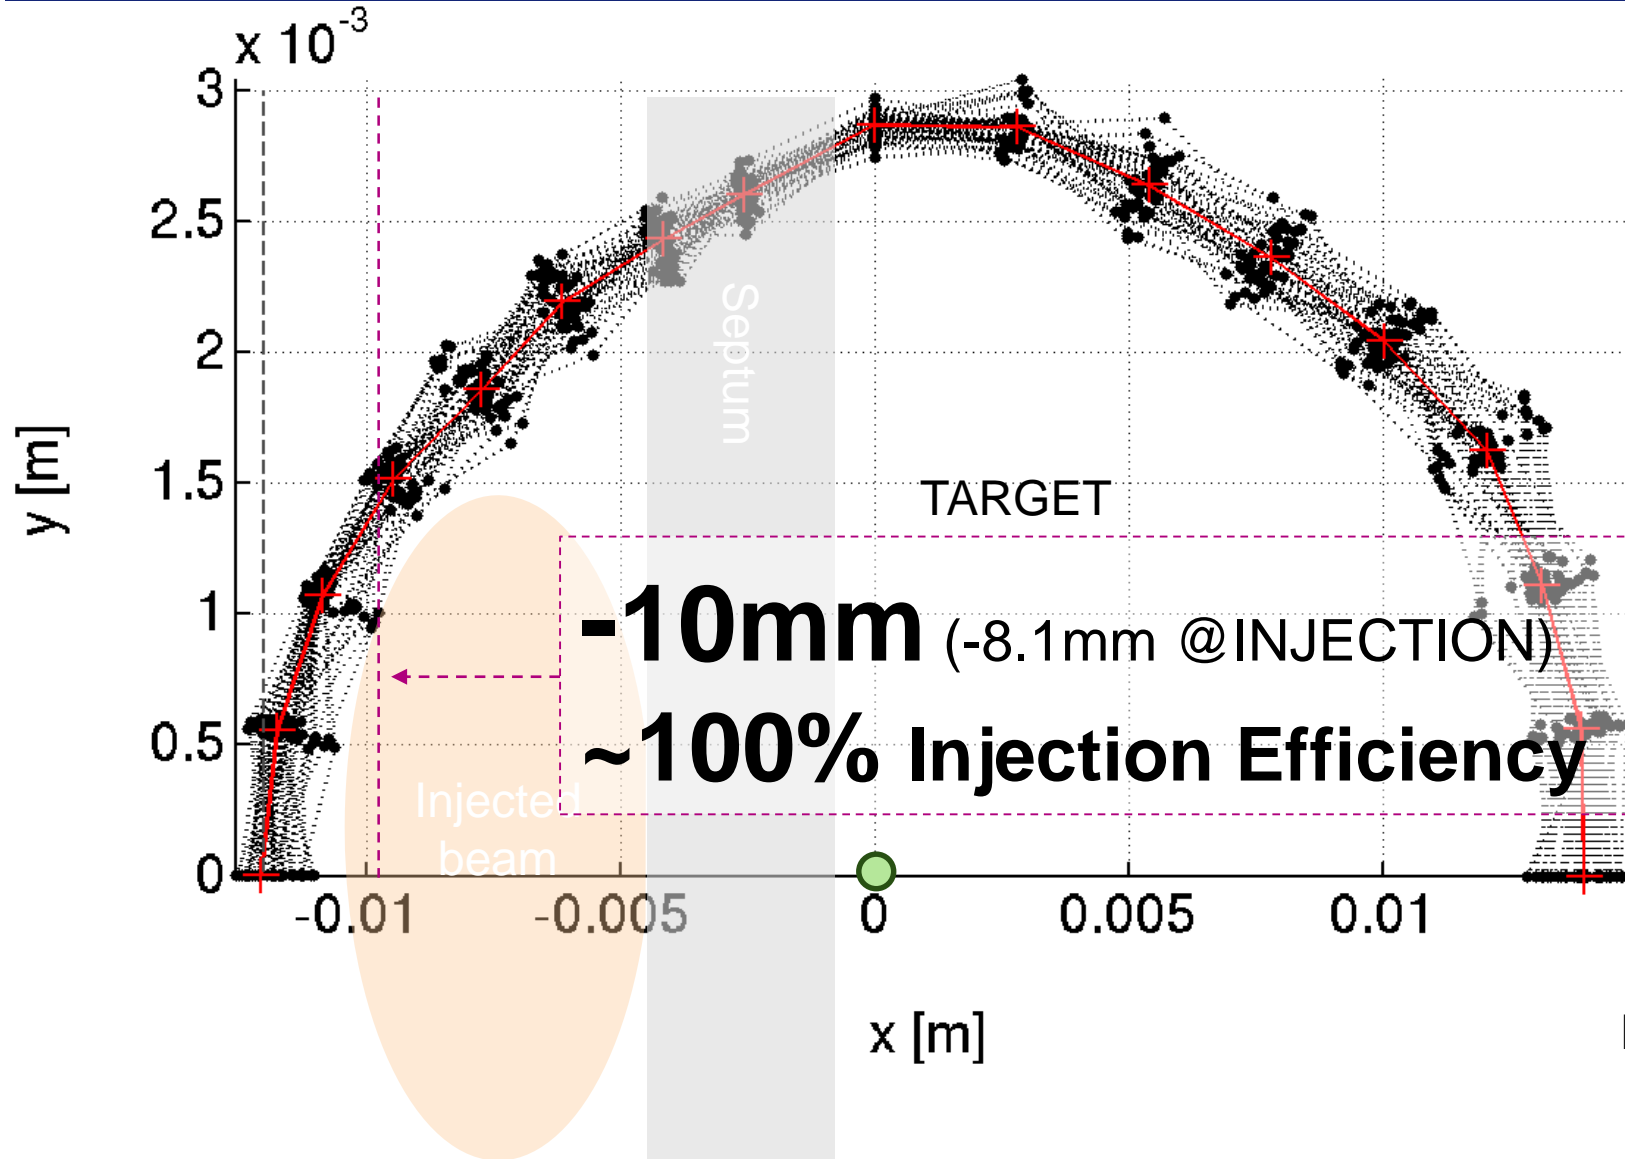 x 10^-3
3
2.5
2
1.5
1
0.5
0
y [m]
Septum
TARGET
-10mm (-8.1mm @INJECTION)
~100% Injection Efficiency
Injected
beam
-0.01
-0.005
0
0.005
0.01
x [m]